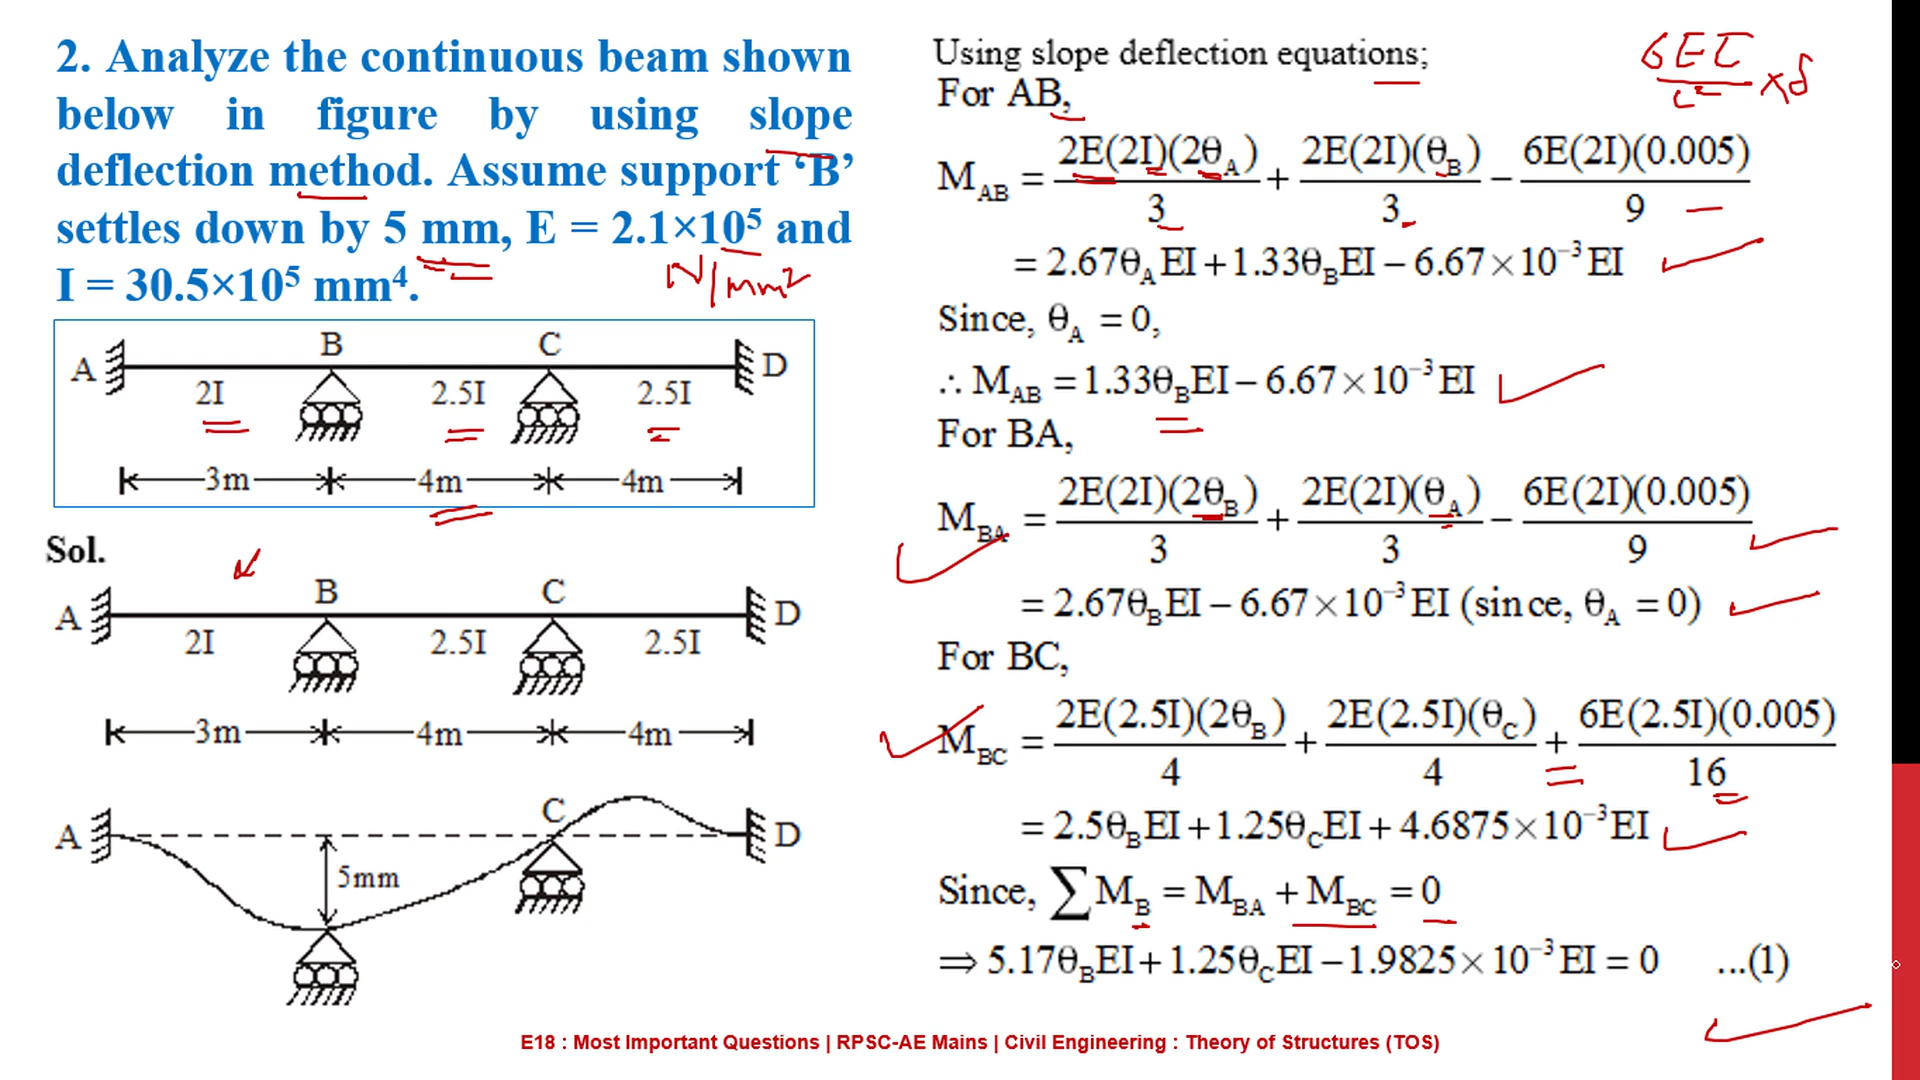 2. Analyze the continuous beam shown
below in figure by using slope
deflection method. Assume support ‘B’
settles down by 5 mm, E = 2.1×10⁵ and
I = 30.5×10⁵ mm⁴.
N/mm²
A B C D
2I 2.5I 2.5I
3m 4m 4m
Sol.
A B C D
2I 2.5I 2.5I
3m 4m 4m
A C D
5mm
Using slope deflection equations;
6EI/L² × δ
For AB,
M_AB = 2E(2I)(2θ_A)/3 + 2E(2I)(θ_B)/3 − 6E(2I)(0.005)/9
= 2.67θ_A EI + 1.33θ_B EI − 6.67×10⁻³ EI
Since, θ_A = 0,
∴ M_AB = 1.33θ_B EI − 6.67×10⁻³ EI
For BA,
M_BA = 2E(2I)(2θ_B)/3 + 2E(2I)(θ_A)/3 − 6E(2I)(0.005)/9
= 2.67θ_B EI − 6.67×10⁻³ EI (since, θ_A = 0)
For BC,
M_BC = 2E(2.5I)(2θ_B)/4 + 2E(2.5I)(θ_C)/4 + 6E(2.5I)(0.005)/16
= 2.5θ_B EI + 1.25θ_C EI + 4.6875×10⁻³ EI
Since, ∑M_B = M_BA + M_BC = 0
⇒ 5.17θ_B EI + 1.25θ_C EI − 1.9825×10⁻³ EI = 0 ...(1)
E18 : Most Important Questions | RPSC-AE Mains | Civil Engineering : Theory of Structures (TOS)